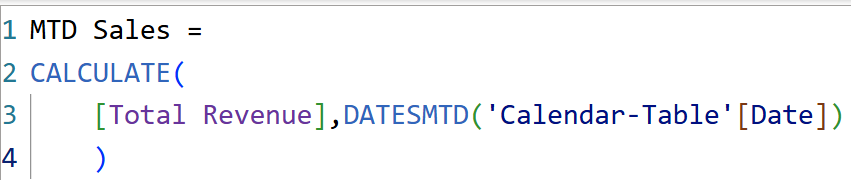 1 MTD Sales =
2 CALCULATE(
3     [Total Revenue],DATESMTD('Calendar-Table'[Date])
4     )